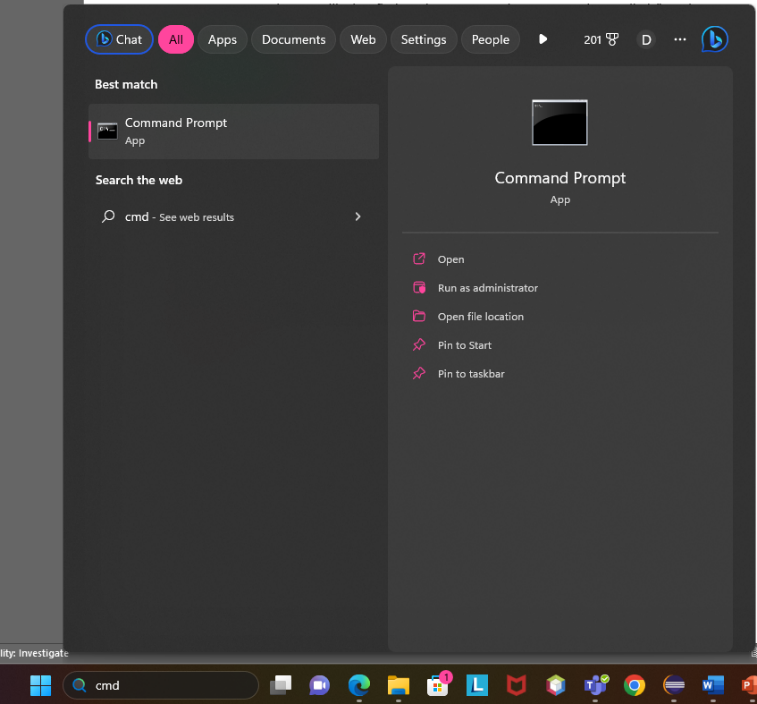 Chat All Apps Documents Web Settings People 201 D ...
Best match
Command Prompt
App
Search the web
cmd - See web results
Command Prompt
App
Open
Run as administrator
Open file location
Pin to Start
Pin to taskbar
lity: Investigate
cmd
1
L
T
W
P